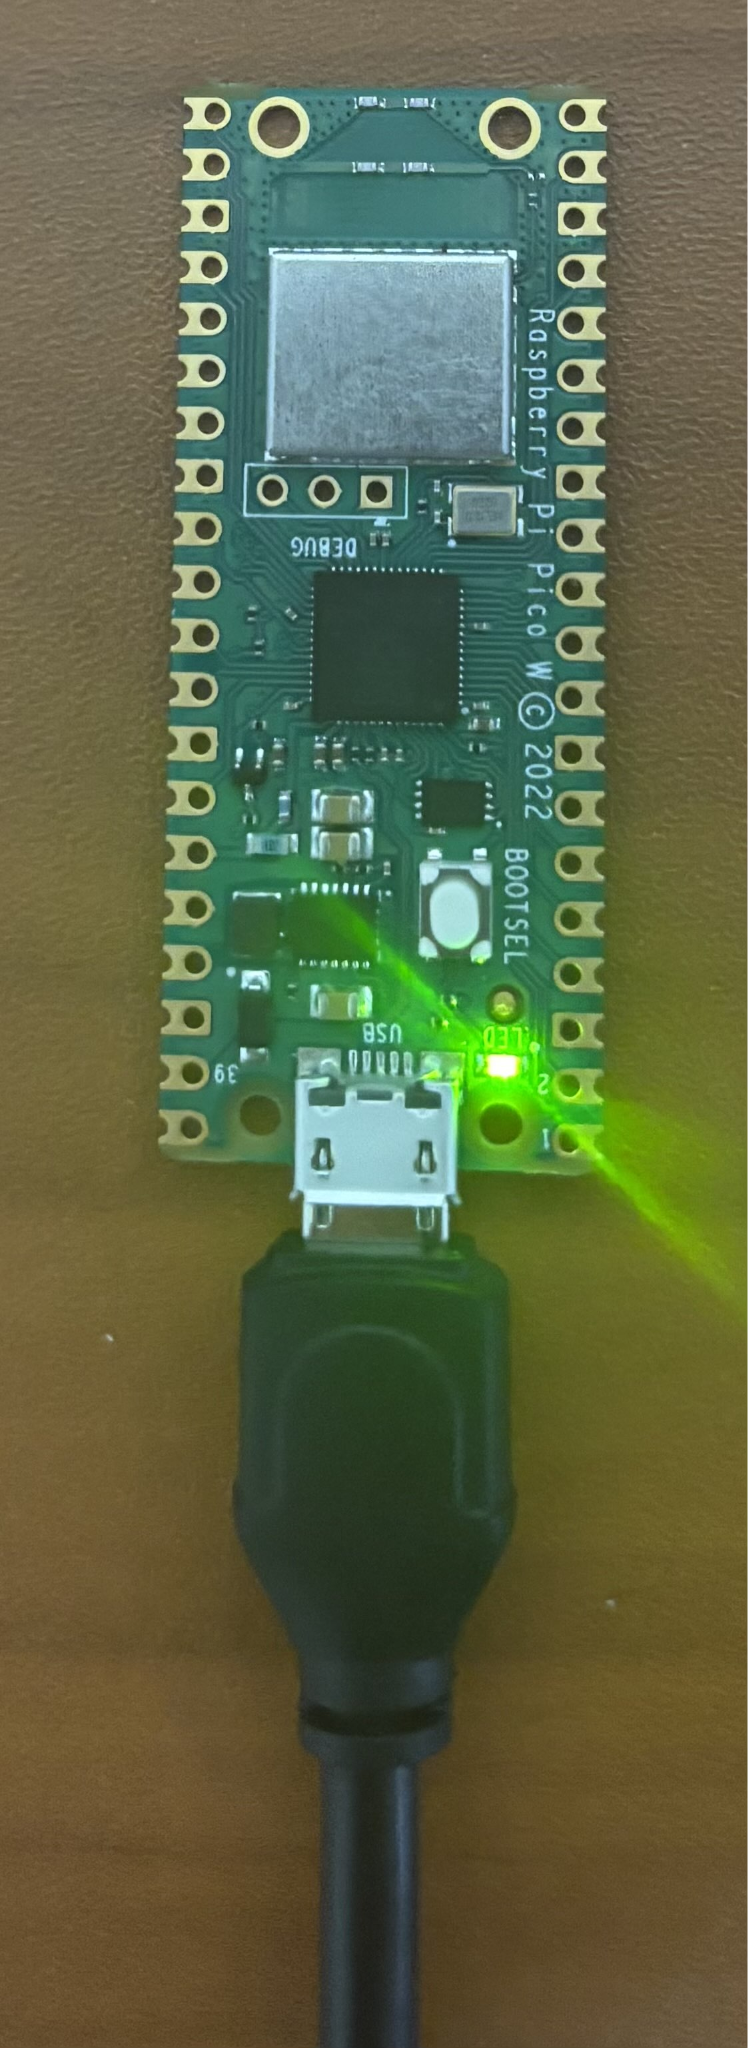 Raspberry Pi Pico W © 2022
DEBUG
BOOTSEL
USB
LED
39
2
1